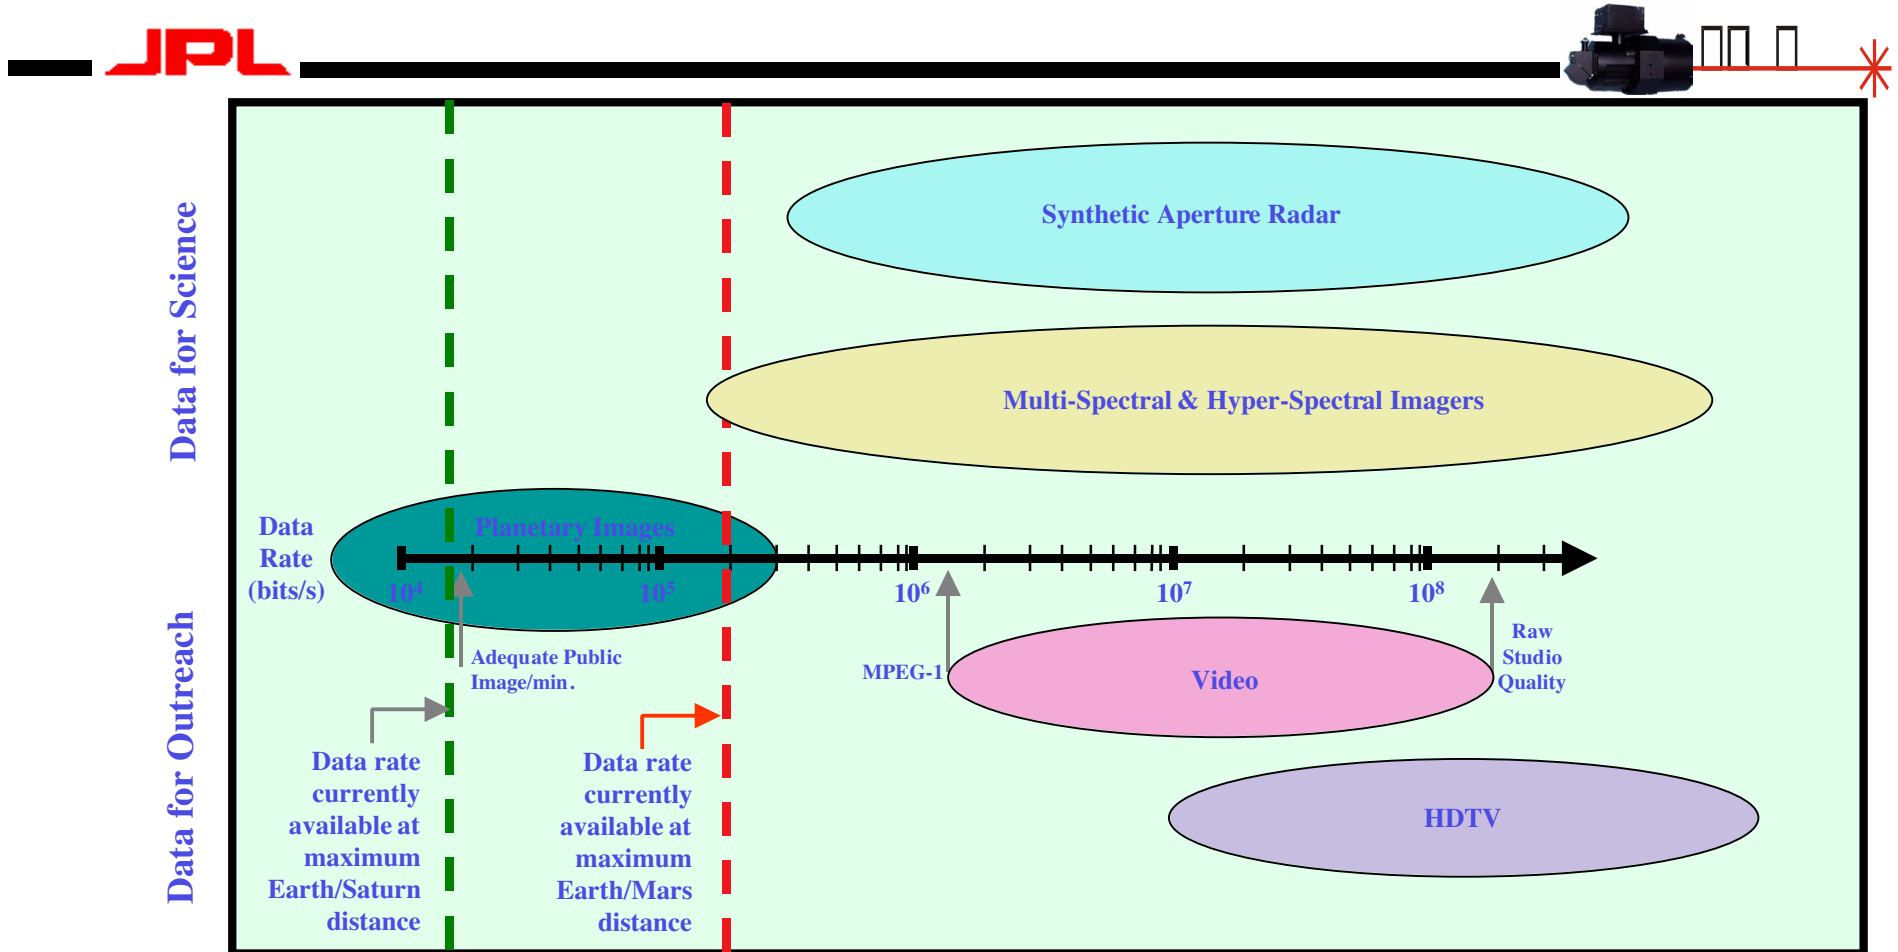 JPL
Data for Science
Synthetic Aperture Radar
Multi-Spectral & Hyper-Spectral Imagers
Planetary Images
Data
Rate
(bits/s)
10⁴ 10⁵ 10⁶ 10⁷ 10⁸
Data for Outreach
Adequate Public
Image/min.
MPEG-1
Video
Raw
Studio
Quality
HDTV
Data rate
currently
available at
maximum
Earth/Saturn
distance
Data rate
currently
available at
maximum
Earth/Mars
distance